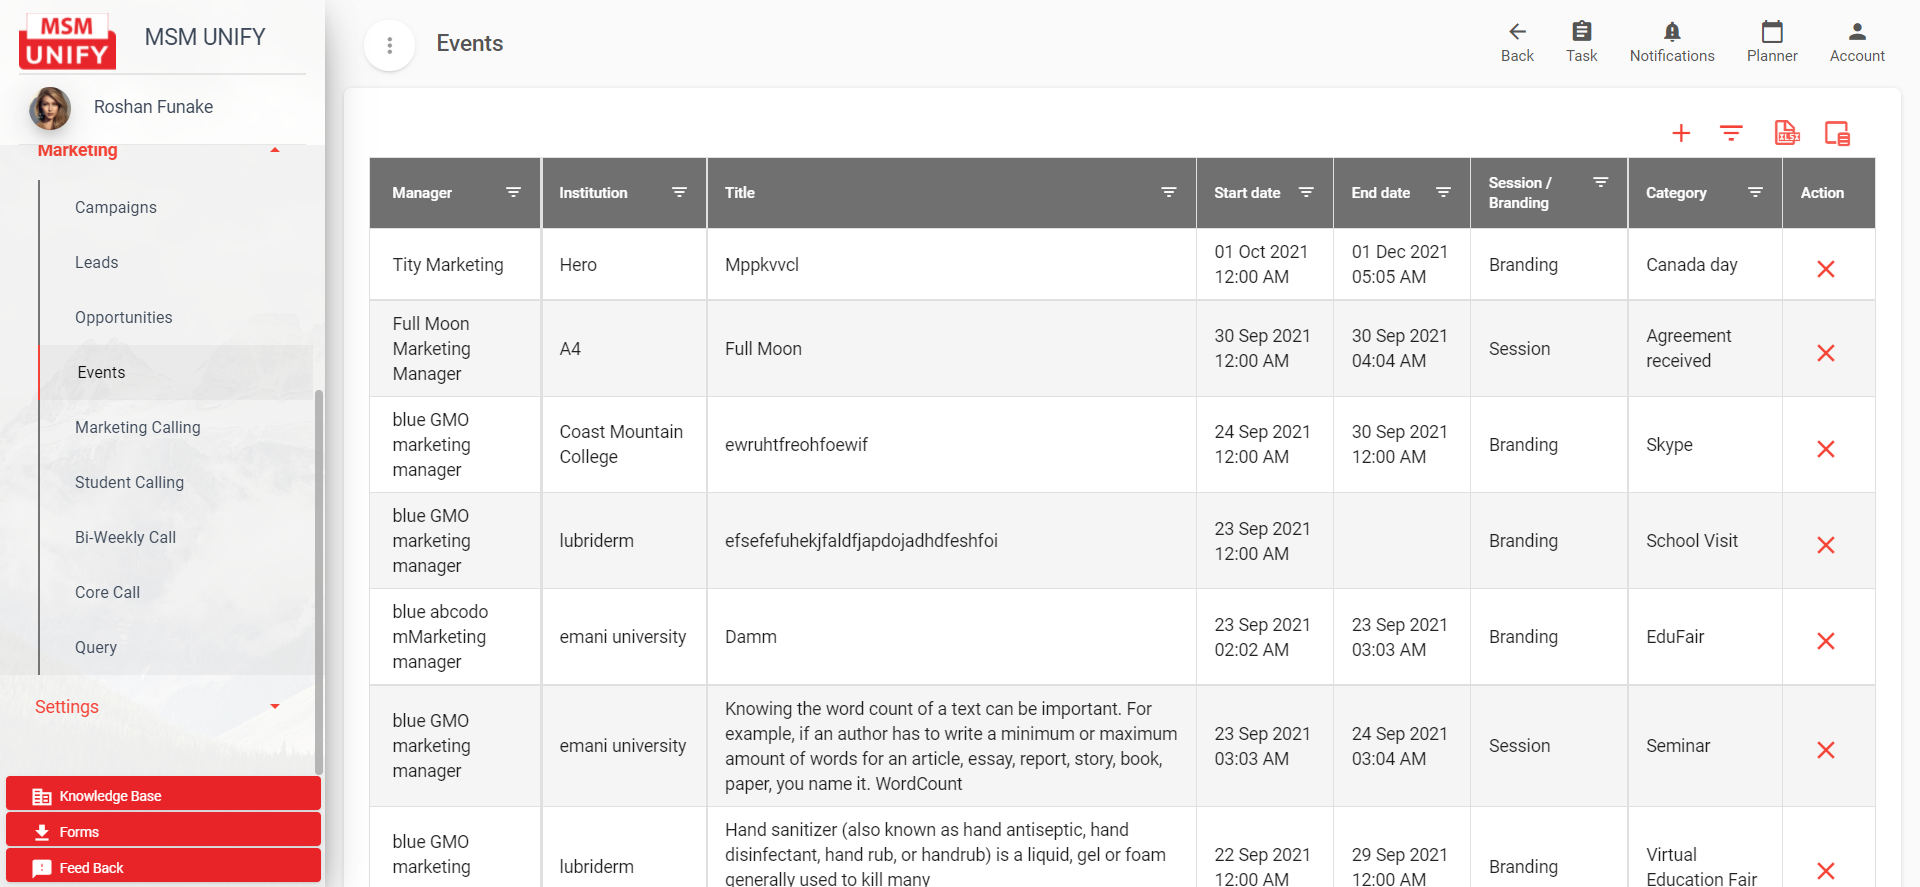 MSM
UNIFY
MSM UNIFY
Roshan Funake
Marketing
Campaigns
Leads
Opportunities
Events
Marketing Calling
Student Calling
Bi-Weekly Call
Core Call
Query
Settings
Knowledge Base
Forms
Feed Back
Events
Back
Task
Notifications
Planner
Account
XLSX
Manager
Institution
Title
Start date
End date
Session /
Branding
Category
Action
Tity Marketing
Hero
Mppkvvcl
01 Oct 2021
12:00 AM
01 Dec 2021
05:05 AM
Branding
Canada day
Full Moon
Marketing
Manager
A4
Full Moon
30 Sep 2021
12:00 AM
30 Sep 2021
04:04 AM
Session
Agreement
received
blue GMO
marketing
manager
Coast Mountain
College
ewruhtfreohfoewif
24 Sep 2021
12:00 AM
30 Sep 2021
12:00 AM
Branding
Skype
blue GMO
marketing
manager
lubriderm
efsefefuhekjfaldfjapdojadhdfeshfoi
23 Sep 2021
12:00 AM
Branding
School Visit
blue abcodo
mMarketing
manager
emani university
Damm
23 Sep 2021
02:02 AM
23 Sep 2021
03:03 AM
Branding
EduFair
blue GMO
marketing
manager
emani university
Knowing the word count of a text can be important. For
example, if an author has to write a minimum or maximum
amount of words for an article, essay, report, story, book,
paper, you name it. WordCount
23 Sep 2021
03:03 AM
24 Sep 2021
03:04 AM
Session
Seminar
blue GMO
marketing
lubriderm
Hand sanitizer (also known as hand antiseptic, hand
disinfectant, hand rub, or handrub) is a liquid, gel or foam
generally used to kill many
22 Sep 2021
12:00 AM
29 Sep 2021
12:00 AM
Branding
Virtual
Education Fair